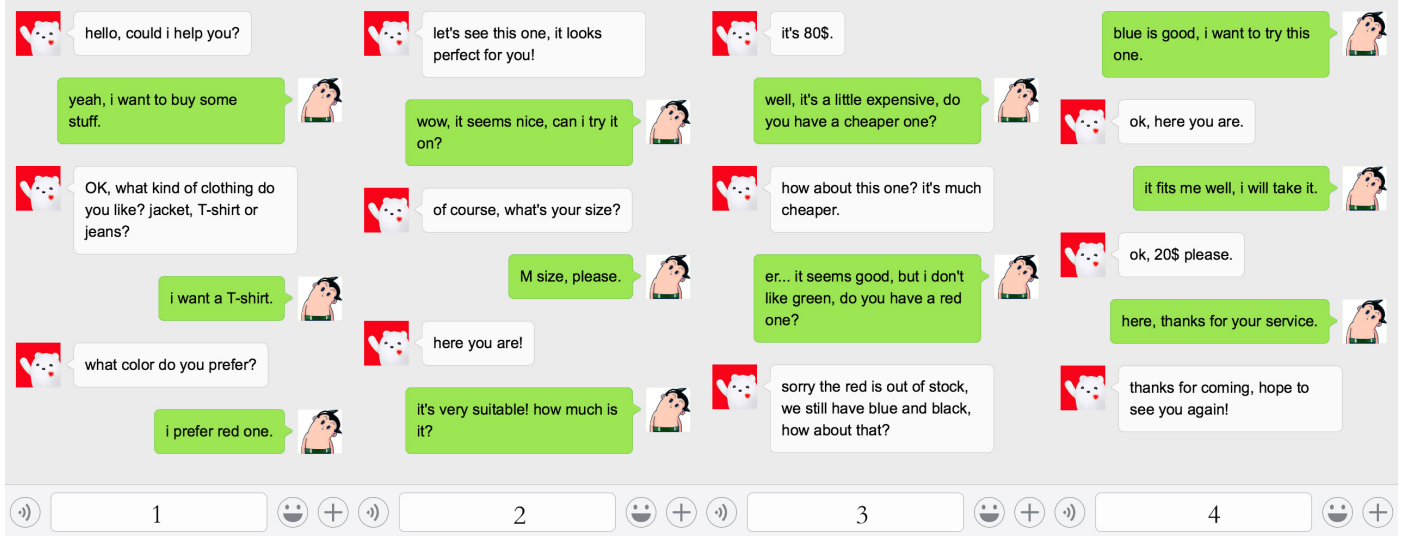 hello, could i help you?
yeah, i want to buy some
stuff.
OK, what kind of clothing do
you like? jacket, T-shirt or
jeans?
i want a T-shirt.
what color do you prefer?
i prefer red one.
1
let's see this one, it looks
perfect for you!
wow, it seems nice, can i try it
on?
of course, what's your size?
M size, please.
here you are!
it's very suitable! how much is
it?
2
it's 80$.
well, it's a little expensive, do
you have a cheaper one?
how about this one? it's much
cheaper.
er... it seems good, but i don't
like green, do you have a red
one?
sorry the red is out of stock,
we still have blue and black,
how about that?
3
blue is good, i want to try this
one.
ok, here you are.
it fits me well, i will take it.
ok, 20$ please.
here, thanks for your service.
thanks for coming, hope to
see you again!
4